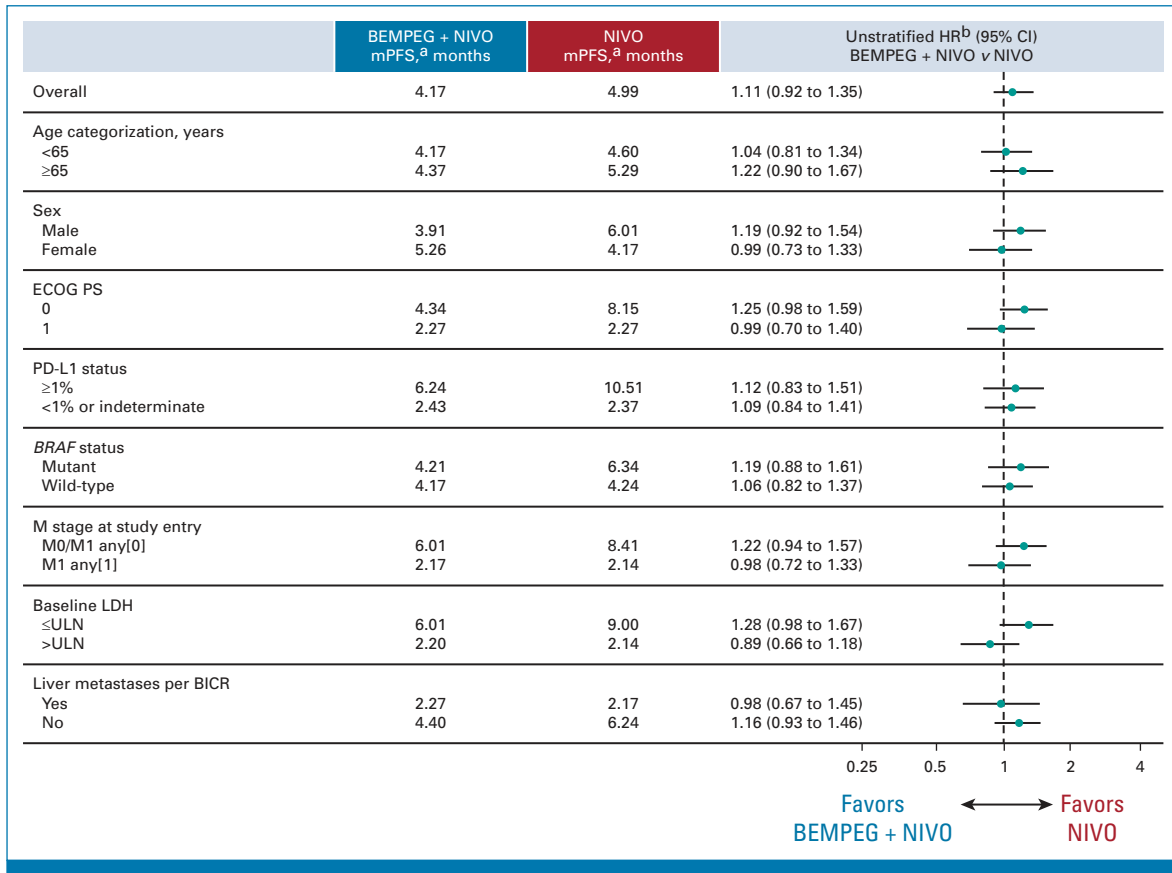 BEMPEG + NIVO mPFS,a months NIVO mPFS,a months Unstratified HRb (95% CI) BEMPEG + NIVO v NIVO
Overall 4.17 4.99 1.11 (0.92 to 1.35)
Age categorization, years
<65 4.17 4.60 1.04 (0.81 to 1.34)
≥65 4.37 5.29 1.22 (0.90 to 1.67)
Sex
Male 3.91 6.01 1.19 (0.92 to 1.54)
Female 5.26 4.17 0.99 (0.73 to 1.33)
ECOG PS
0 4.34 8.15 1.25 (0.98 to 1.59)
1 2.27 2.27 0.99 (0.70 to 1.40)
PD-L1 status
≥1% 6.24 10.51 1.12 (0.83 to 1.51)
<1% or indeterminate 2.43 2.37 1.09 (0.84 to 1.41)
BRAF status
Mutant 4.21 6.34 1.19 (0.88 to 1.61)
Wild-type 4.17 4.24 1.06 (0.82 to 1.37)
M stage at study entry
M0/M1 any[0] 6.01 8.41 1.22 (0.94 to 1.57)
M1 any[1] 2.17 2.14 0.98 (0.72 to 1.33)
Baseline LDH
≤ULN 6.01 9.00 1.28 (0.98 to 1.67)
>ULN 2.20 2.14 0.89 (0.66 to 1.18)
Liver metastases per BICR
Yes 2.27 2.17 0.98 (0.67 to 1.45)
No 4.40 6.24 1.16 (0.93 to 1.46)
0.25 0.5 1 2 4
Favors BEMPEG + NIVO Favors NIVO